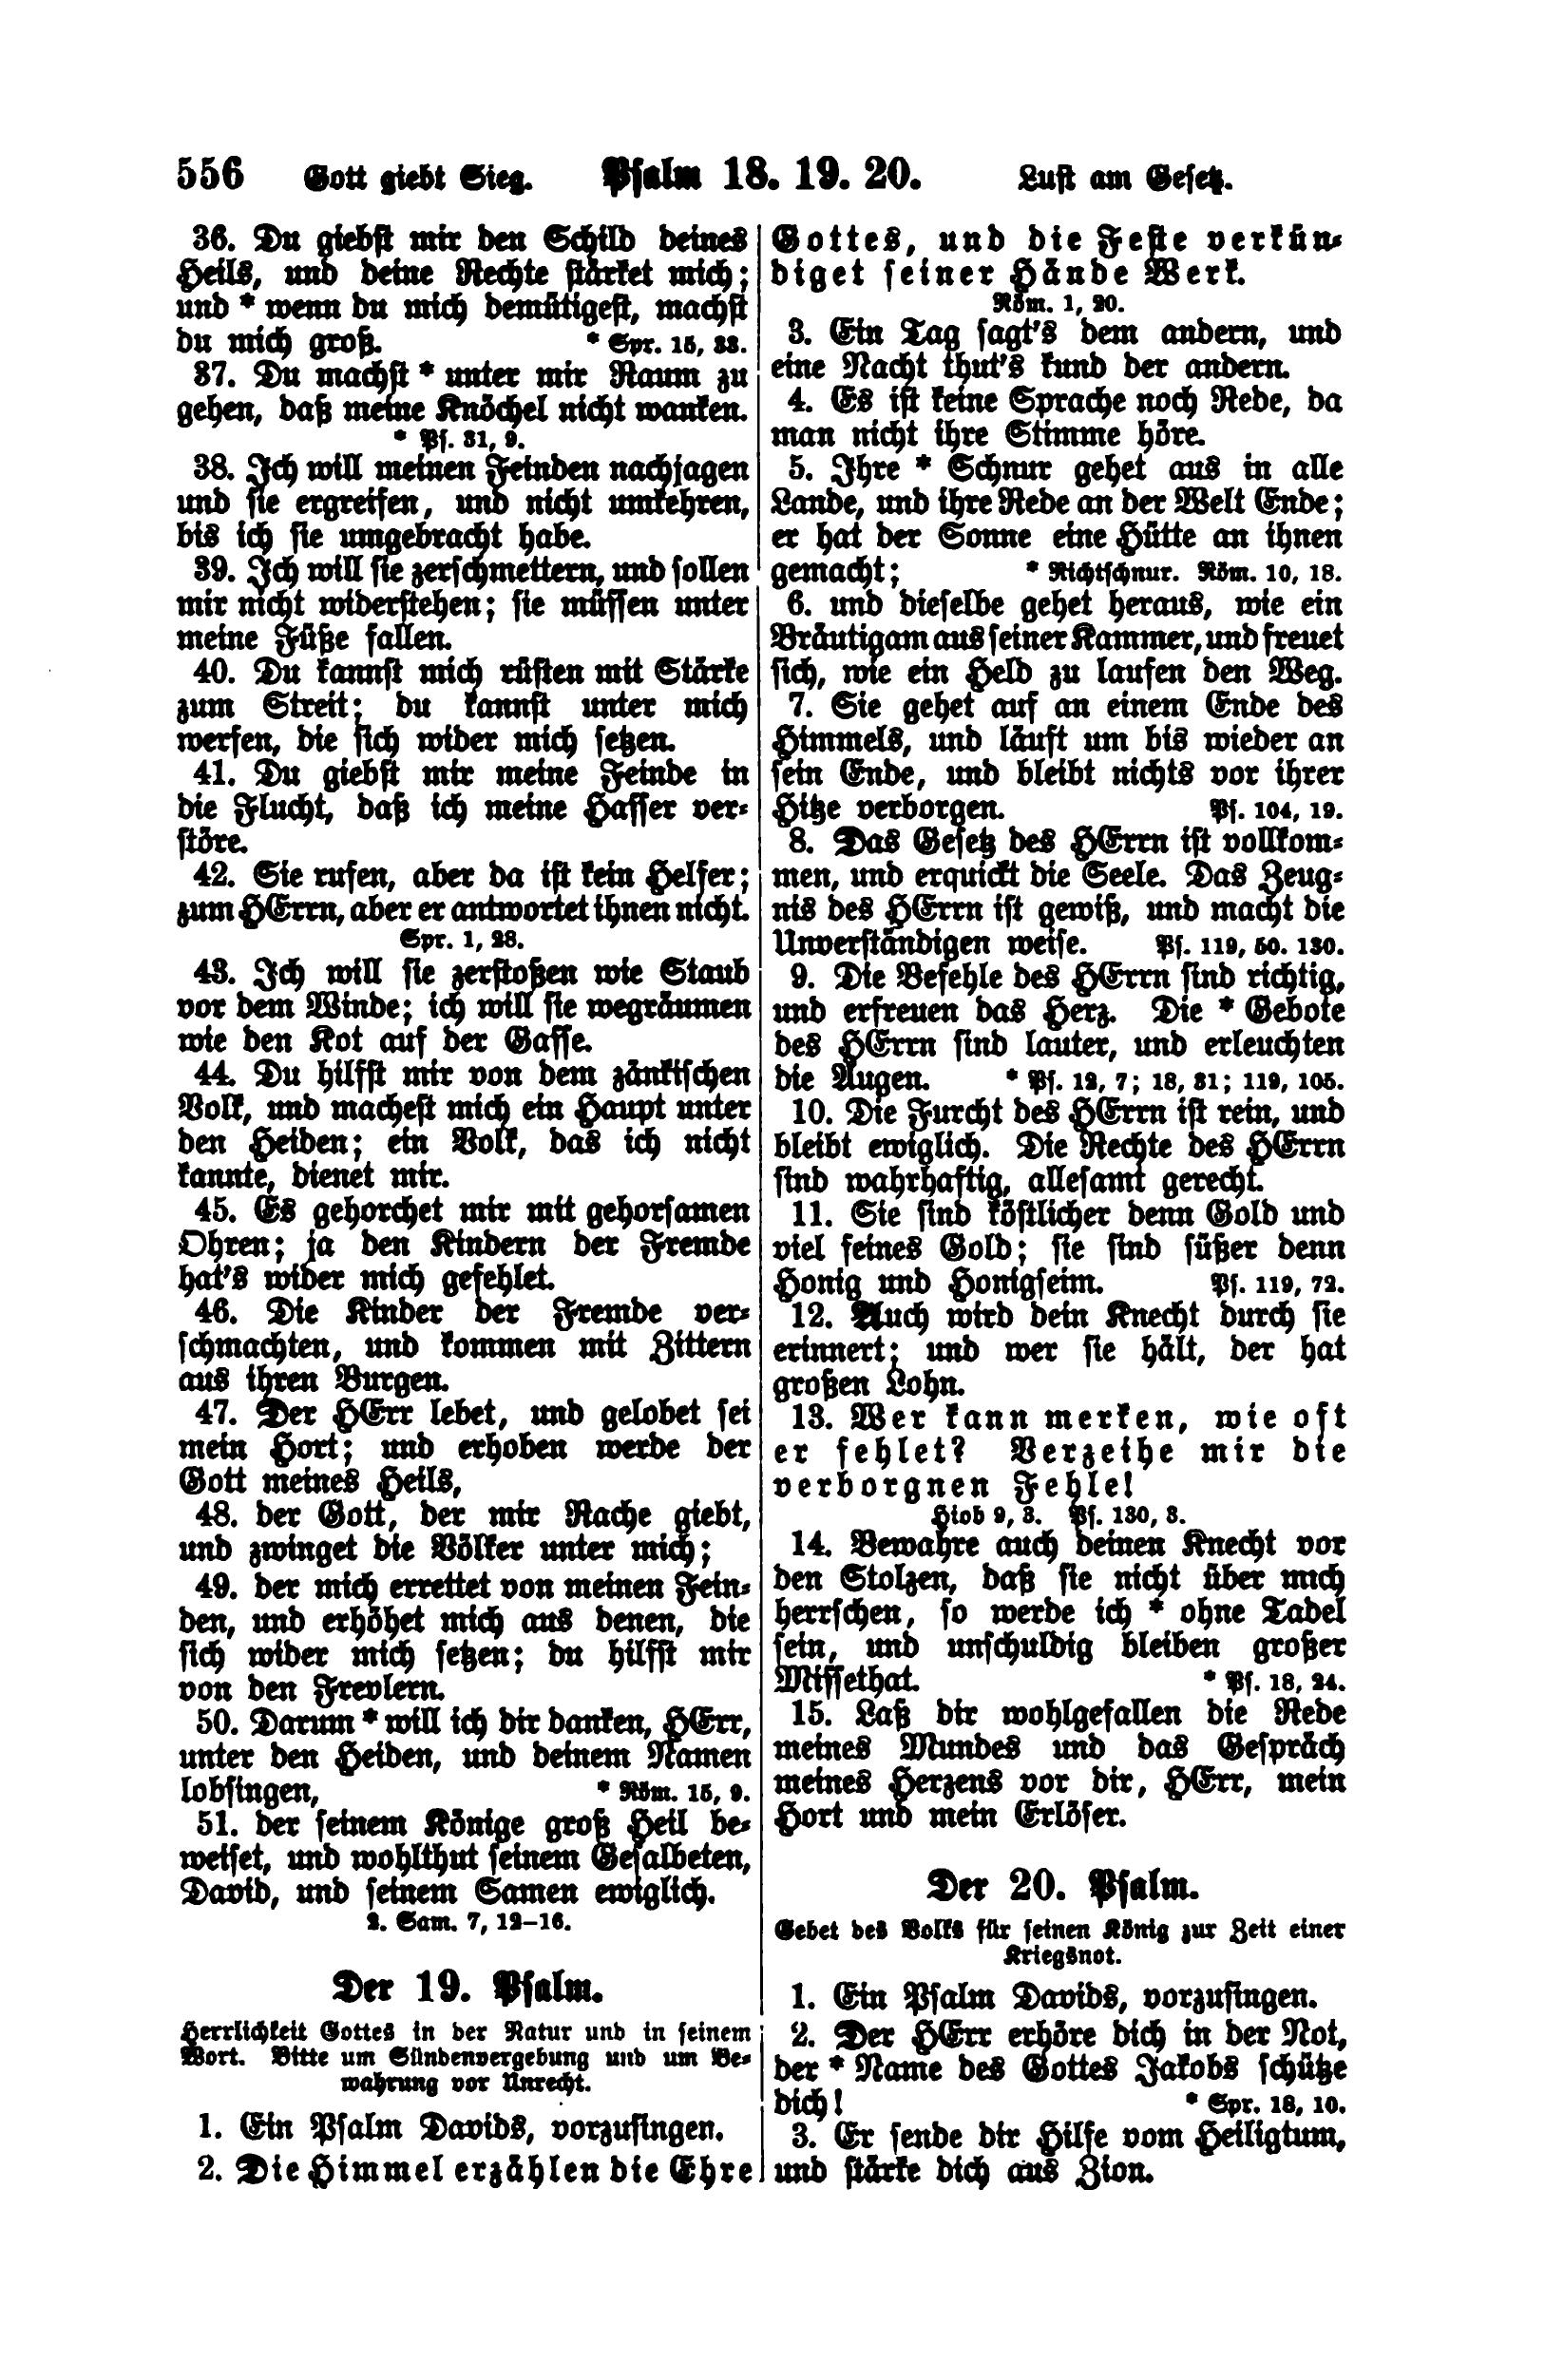 556 Gott giebt Sieg. Psalm 18. 19. 20. Lust am Gesetz.
36. Du giebst mir den Schild deines
Heils, und deine Rechte stärket mich;
und * wenn du mich demütigest, machst
du mich groß. * Spr. 15, 33.
37. Du machst * unter mir Raum zu
gehen, daß meine Knöchel nicht wanken.
* Ps. 31, 9.
38. Ich will meinen Feinden nachjagen
und sie ergreifen, und nicht umkehren,
bis ich sie umgebracht habe.
39. Ich will sie zerschmettern, und sollen
mir nicht widerstehen; sie müssen unter
meine Füße fallen.
40. Du kannst mich rüsten mit Stärke
zum Streit; du kannst unter mich
werfen, die sich wider mich setzen.
41. Du giebst mir meine Feinde in
die Flucht, daß ich meine Hasser ver-
störe.
42. Sie rufen, aber da ist kein Helfer;
zum HErrn, aber er antwortet ihnen nicht.
Spr. 1, 28.
43. Ich will sie zerstoßen wie Staub
vor dem Winde; ich will sie wegräumen
wie den Kot auf der Gasse.
44. Du hilfst mir von dem zänkischen
Volk, und machest mich ein Haupt unter
den Heiden; ein Volk, das ich nicht
kannte, dienet mir.
45. Es gehorchet mir mit gehorsamen
Ohren; ja den Kindern der Fremde
hat's wider mich gefehlet.
46. Die Kinder der Fremde ver-
schmachten, und kommen mit Zittern
aus ihren Burgen.
47. Der HErr lebet, und gelobet sei
mein Hort; und erhoben werde der
Gott meines Heils,
48. der Gott, der mir Rache giebt,
und zwinget die Völker unter mich;
49. der mich errettet von meinen Fein-
den, und erhöhet mich aus denen, die
sich wider mich setzen; du hilfst mir
von den Frevlern.
50. Darum * will ich dir danken, HErr,
unter den Heiden, und deinem Namen
lobsingen, * Röm. 15, 9.
51. der seinem Könige groß Heil be-
weiset, und wohlthut seinem Gesalbeten,
David, und seinem Samen ewiglich.
2. Sam. 7, 12–16.
Der 19. Psalm.
Herrlichkeit Gottes in der Natur und in seinem
Wort. Bitte um Sündenvergebung und um Be-
wahrung vor Unrecht.
1. Ein Psalm Davids, vorzusingen.
2. Die Himmel erzählen die Ehre
Gottes, und die Feste verkün-
diget seiner Hände Werk.
Röm. 1, 20.
3. Ein Tag sagt's dem andern, und
eine Nacht thut's kund der andern.
4. Es ist keine Sprache noch Rede, da
man nicht ihre Stimme höre.
5. Ihre * Schnur gehet aus in alle
Lande, und ihre Rede an der Welt Ende;
er hat der Sonne eine Hütte an ihnen
gemacht; * Richtschnur. Röm. 10, 18.
6. und dieselbe gehet heraus, wie ein
Bräutigam aus seiner Kammer, und freuet
sich, wie ein Held zu laufen den Weg.
7. Sie gehet auf an einem Ende des
Himmels, und läuft um bis wieder an
sein Ende, und bleibt nichts vor ihrer
Hitze verborgen. Ps. 104, 19.
8. Das Gesetz des HErrn ist vollkom-
men, und erquickt die Seele. Das Zeug-
nis des HErrn ist gewiß, und macht die
Unverständigen weise. Ps. 119, 50. 130.
9. Die Befehle des HErrn sind richtig,
und erfreuen das Herz. Die * Gebote
des HErrn sind lauter, und erleuchten
die Augen. * Ps. 12, 7; 18, 31; 119, 105.
10. Die Furcht des HErrn ist rein, und
bleibt ewiglich. Die Rechte des HErrn
sind wahrhaftig, allesamt gerecht.
11. Sie sind köstlicher denn Gold und
viel feines Gold; sie sind süßer denn
Honig und Honigseim. Ps. 119, 72.
12. Auch wird dein Knecht durch sie
erinnert; und wer sie hält, der hat
großen Lohn.
13. Wer kann merken, wie oft
er fehlet? Verzeihe mir die
verborgnen Fehle!
Hiob 9, 3. Ps. 130, 3.
14. Bewahre auch deinen Knecht vor
den Stolzen, daß sie nicht über mich
herrschen, so werde ich * ohne Tadel
sein, und unschuldig bleiben großer
Missethat. * Ps. 18, 24.
15. Laß dir wohlgefallen die Rede
meines Mundes und das Gespräch
meines Herzens vor dir, HErr, mein
Hort und mein Erlöser.
Der 20. Psalm.
Gebet des Volks für seinen König zur Zeit einer
Kriegsnot.
1. Ein Psalm Davids, vorzusingen.
2. Der HErr erhöre dich in der Not,
der * Name des Gottes Jakobs schütze
dich! * Spr. 18, 10.
3. Er sende dir Hilfe vom Heiligtum,
und stärke dich aus Zion.